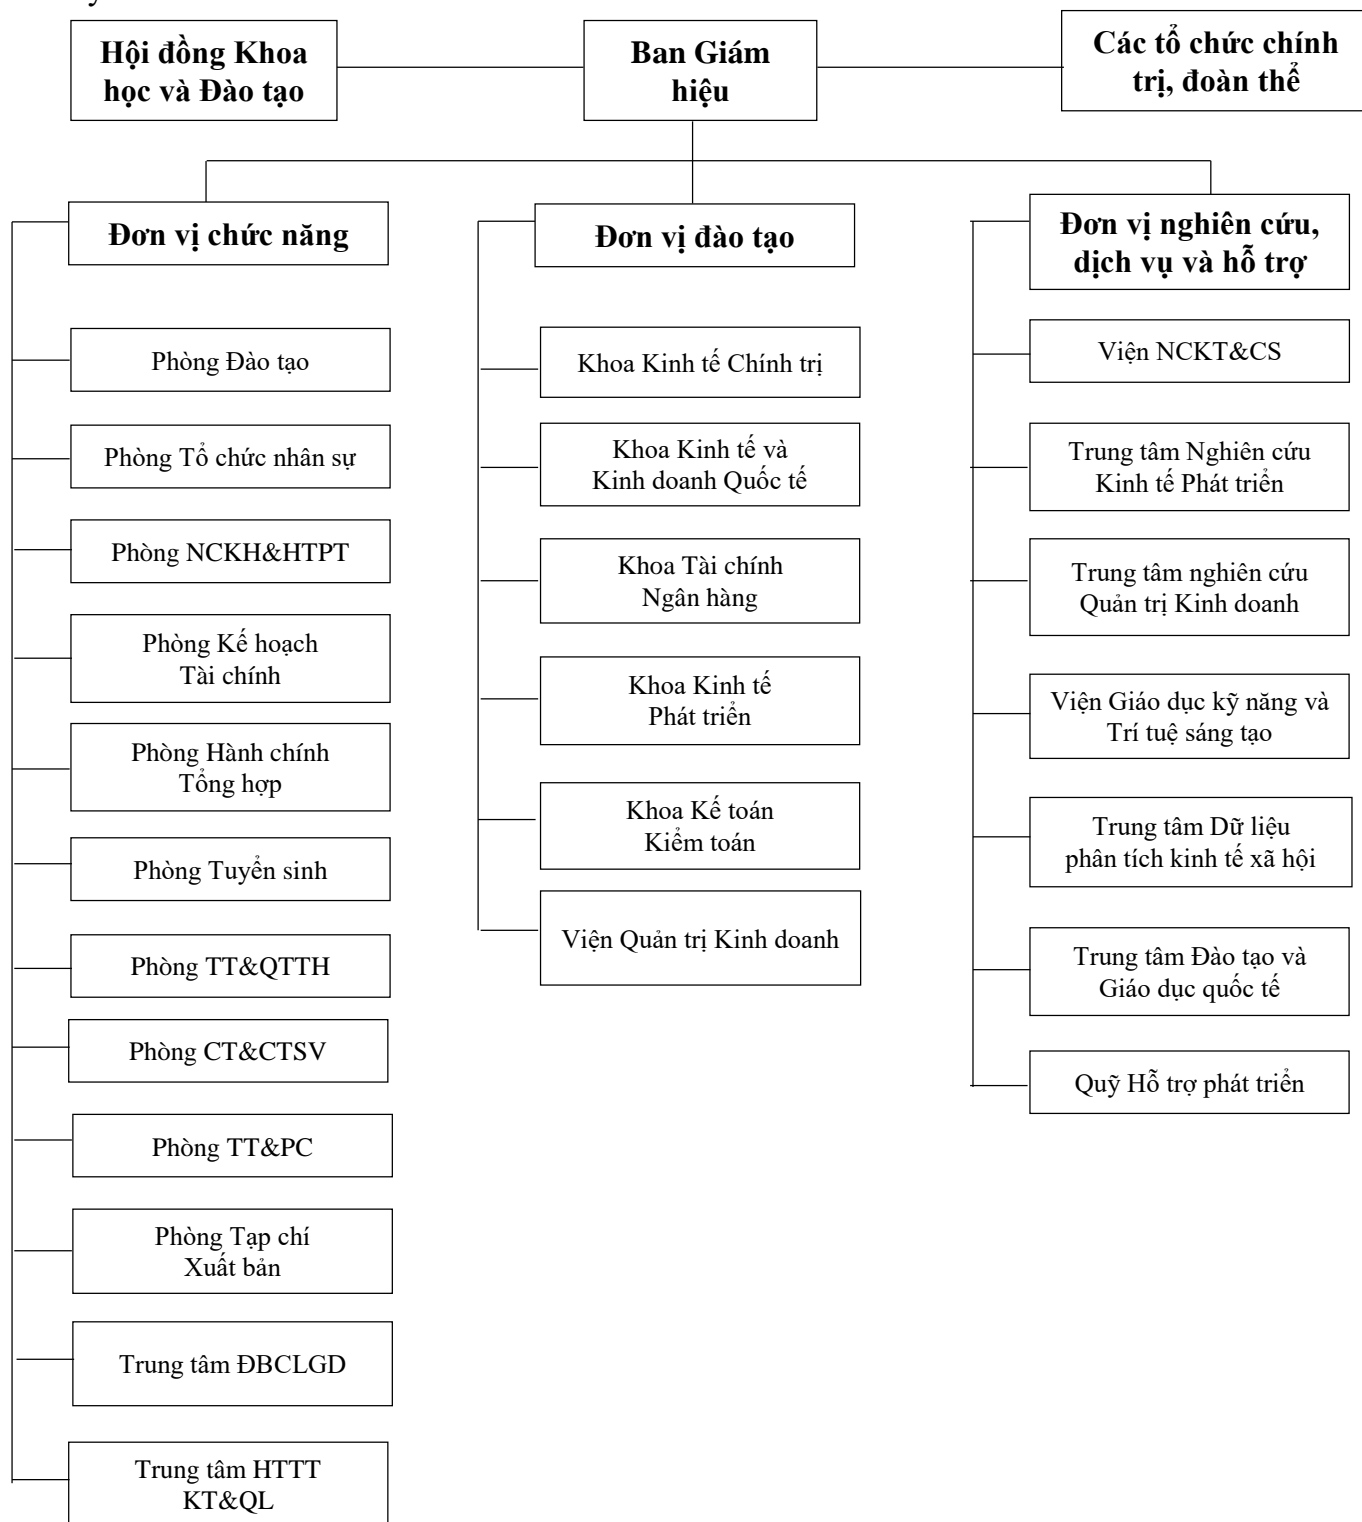 Hội đồng Khoa
học và Đào tạo
Ban Giám
hiệu
Các tổ chức chính
trị, đoàn thể
Đơn vị chức năng
Phòng Đào tạo
Phòng Tổ chức nhân sự
Phòng NCKH&HTPT
Phòng Kế hoạch
Tài chính
Phòng Hành chính
Tổng hợp
Phòng Tuyển sinh
Phòng TT&QTTH
Phòng CT&CTSV
Phòng TT&PC
Phòng Tạp chí
Xuất bản
Trung tâm ĐBCLGD
Trung tâm HTTT
KT&QL
Đơn vị đào tạo
Khoa Kinh tế Chính trị
Khoa Kinh tế và
Kinh doanh Quốc tế
Khoa Tài chính
Ngân hàng
Khoa Kinh tế
Phát triển
Khoa Kế toán
Kiểm toán
Viện Quản trị Kinh doanh
Đơn vị nghiên cứu,
dịch vụ và hỗ trợ
Viện NCKT&CS
Trung tâm Nghiên cứu
Kinh tế Phát triển
Trung tâm nghiên cứu
Quản trị Kinh doanh
Viện Giáo dục kỹ năng và
Trí tuệ sáng tạo
Trung tâm Dữ liệu
phân tích kinh tế xã hội
Trung tâm Đào tạo và
Giáo dục quốc tế
Quỹ Hỗ trợ phát triển